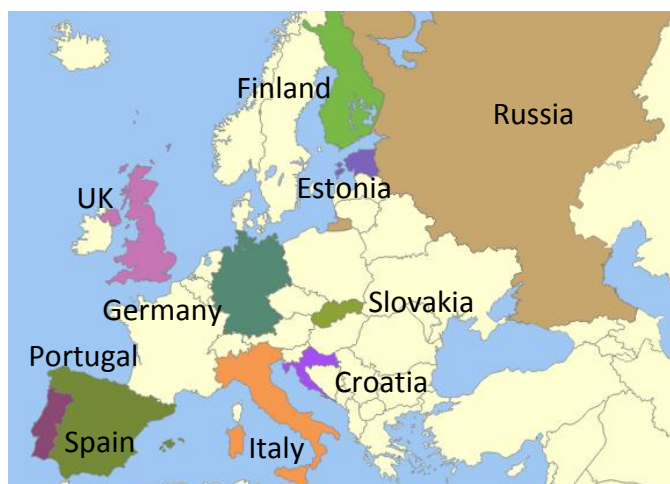 Finland
Russia
Estonia
UK
Germany
Slovakia
Portugal
Croatia
Spain
Italy